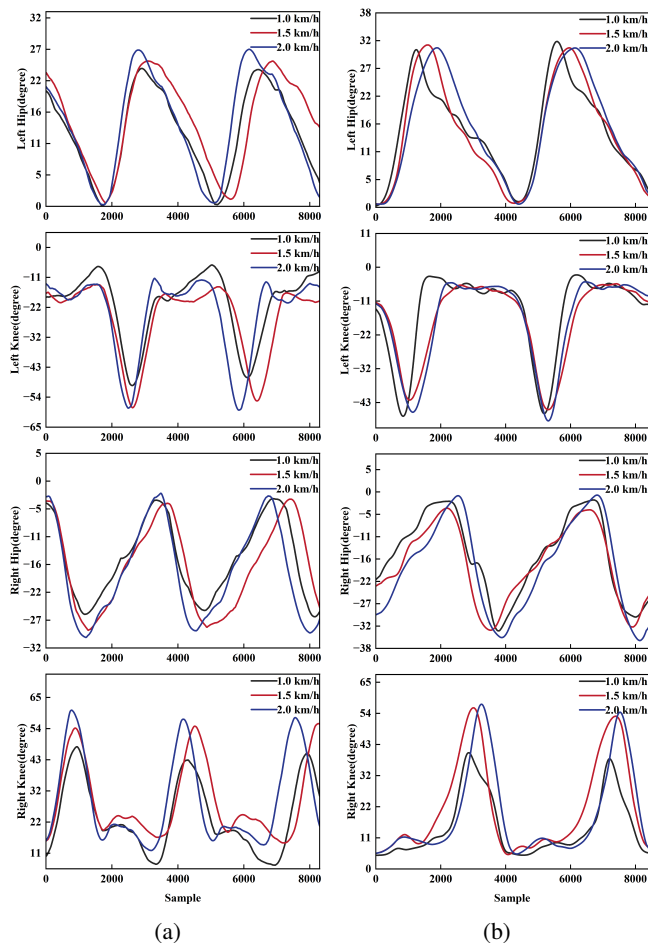 33
27
22
16
11
5
0
Left Hip(degree)
1.0 km/h
1.5 km/h
2.0 km/h
0 2000 4000 6000 8000
38
33
27
22
16
11
5
0
Left Hip(degree)
1.0 km/h
1.5 km/h
2.0 km/h
0 2000 4000 6000 8000
0
−11
−22
−32
−43
−54
−65
Left Knee(degree)
1.0 km/h
1.5 km/h
2.0 km/h
0 2000 4000 6000 8000
11
0
−11
−22
−32
−43
Left Knee(degree)
1.0 km/h
1.5 km/h
2.0 km/h
0 2000 4000 6000 8000
5
0
−5
−11
−16
−22
−27
−32
Right Hip(degree)
1.0 km/h
1.5 km/h
2.0 km/h
0 2000 4000 6000 8000
5
0
−5
−11
−16
−22
−27
−32
−38
Right Hip(degree)
1.0 km/h
1.5 km/h
2.0 km/h
0 2000 4000 6000 8000
65
54
43
32
22
11
Right Knee(degree)
1.0 km/h
1.5 km/h
2.0 km/h
0 2000 4000 6000 8000
Sample
65
54
43
32
22
11
0
Right Knee(degree)
1.0 km/h
1.5 km/h
2.0 km/h
0 2000 4000 6000 8000
Sample
(a) (b)